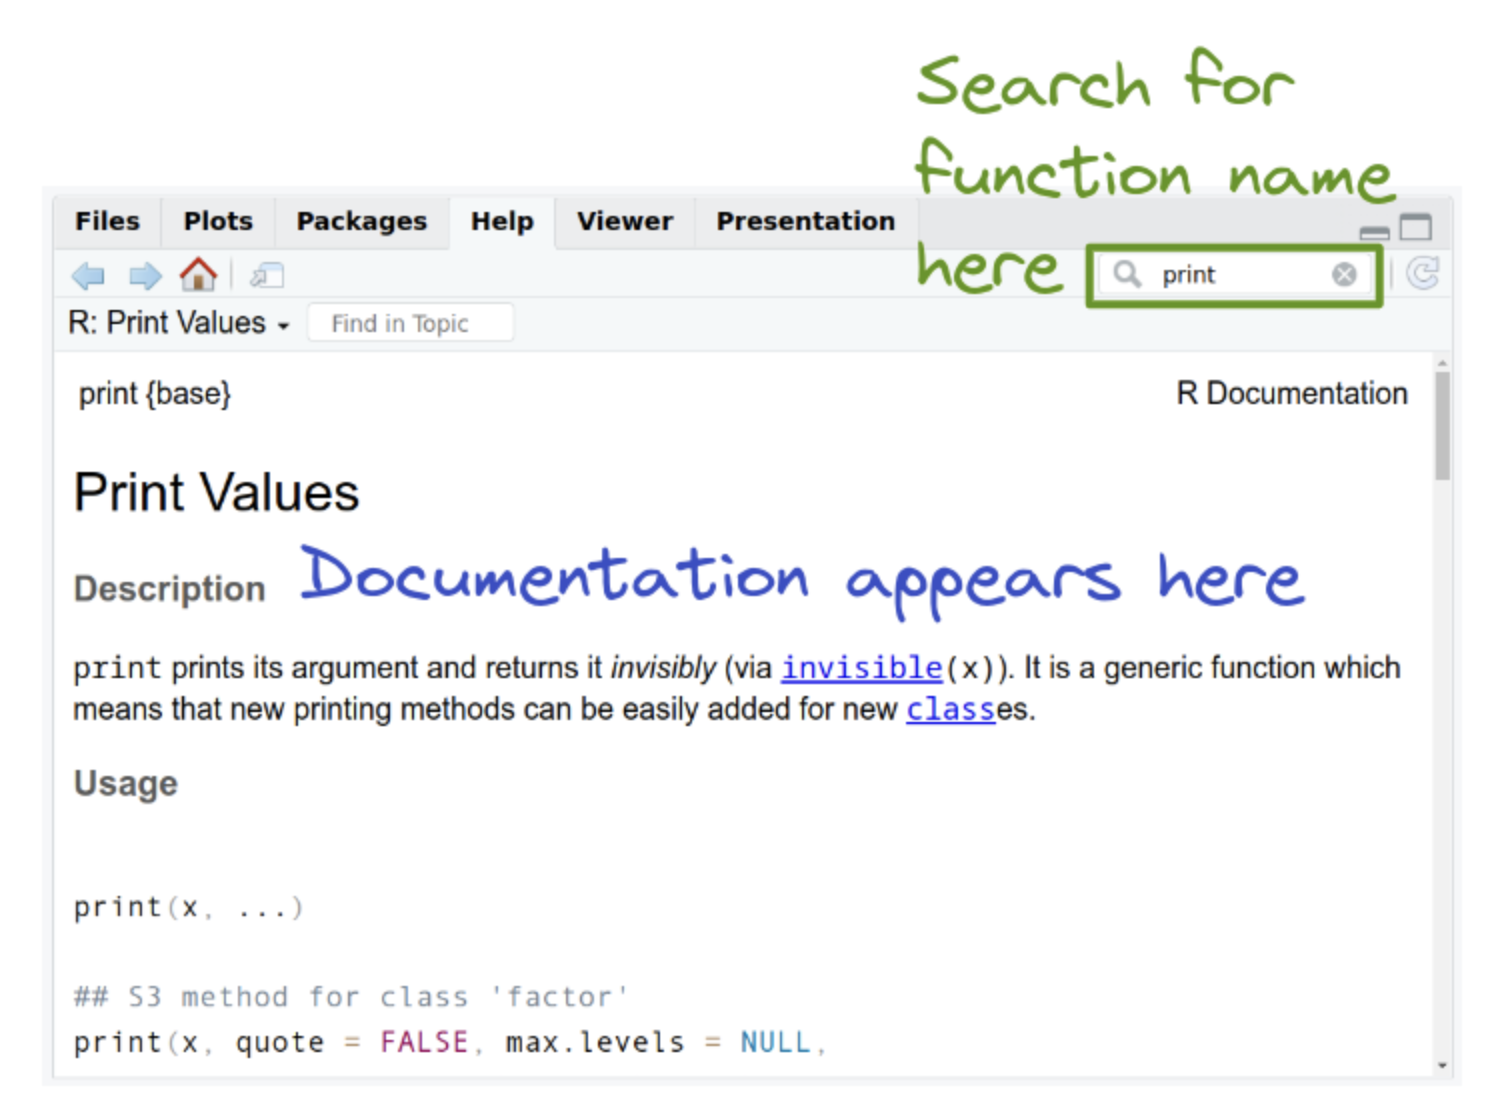 Search for
function name
here
Files Plots Packages Help Viewer Presentation
print
R: Print Values Find in Topic
print {base} R Documentation
Print Values
Description Documentation appears here
print prints its argument and returns it invisibly (via invisible(x)). It is a generic function which
means that new printing methods can be easily added for new classes.
Usage
print(x, ...)
## S3 method for class 'factor'
print(x, quote = FALSE, max.levels = NULL,